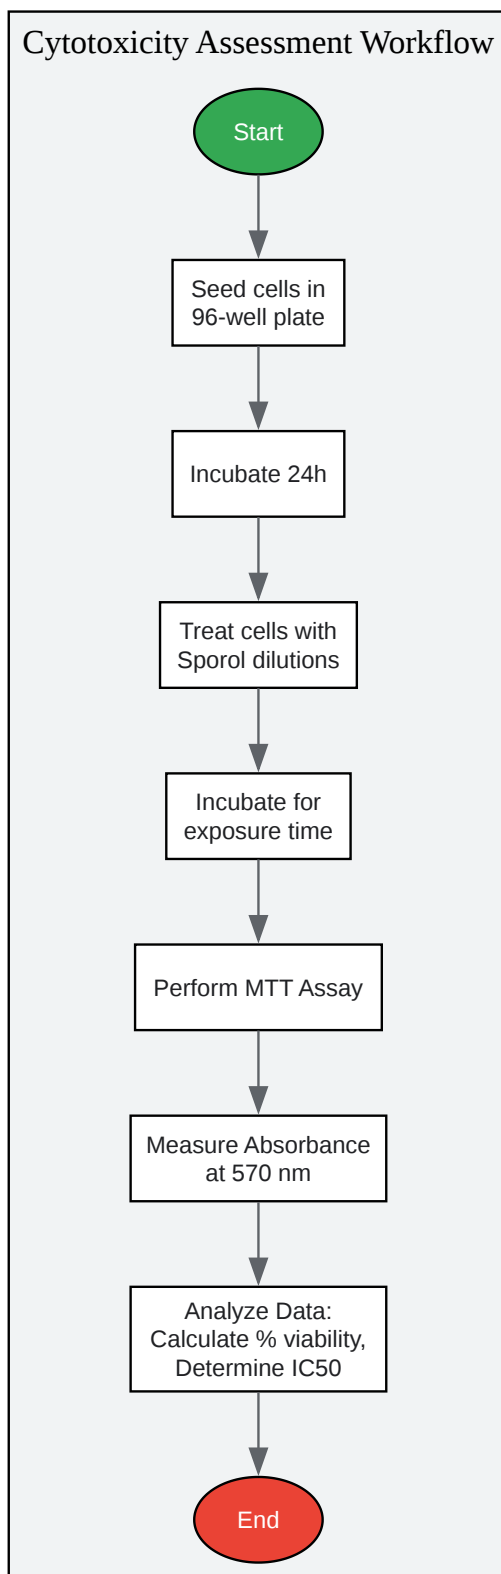 Cytotoxicity Assessment Workflow
Start
Seed cells in
96-well plate
Incubate 24h
Treat cells with
Sporol dilutions
Incubate for
exposure time
Perform MTT Assay
Measure Absorbance
at 570 nm
Analyze Data:
Calculate % viability,
Determine IC50
End